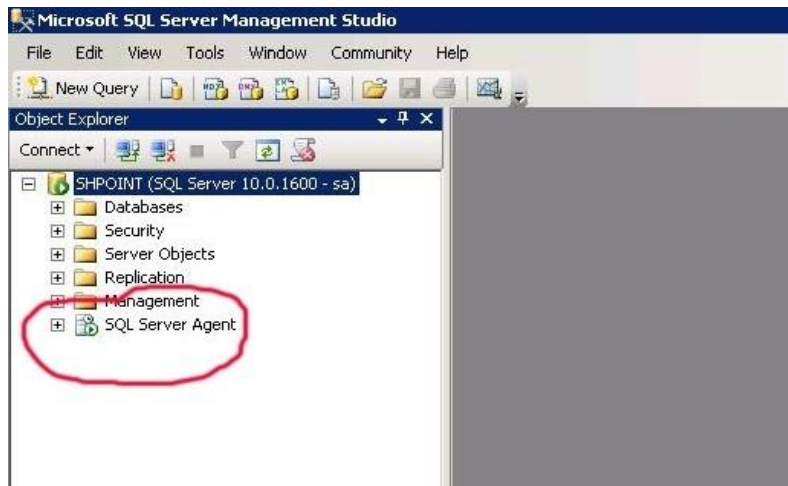 Microsoft SQL Server Management Studio
File Edit View Tools Window Community Help
New Query
Object Explorer
Connect
SHPOINT (SQL Server 10.0.1600 - sa)
Databases
Security
Server Objects
Replication
Management
SQL Server Agent